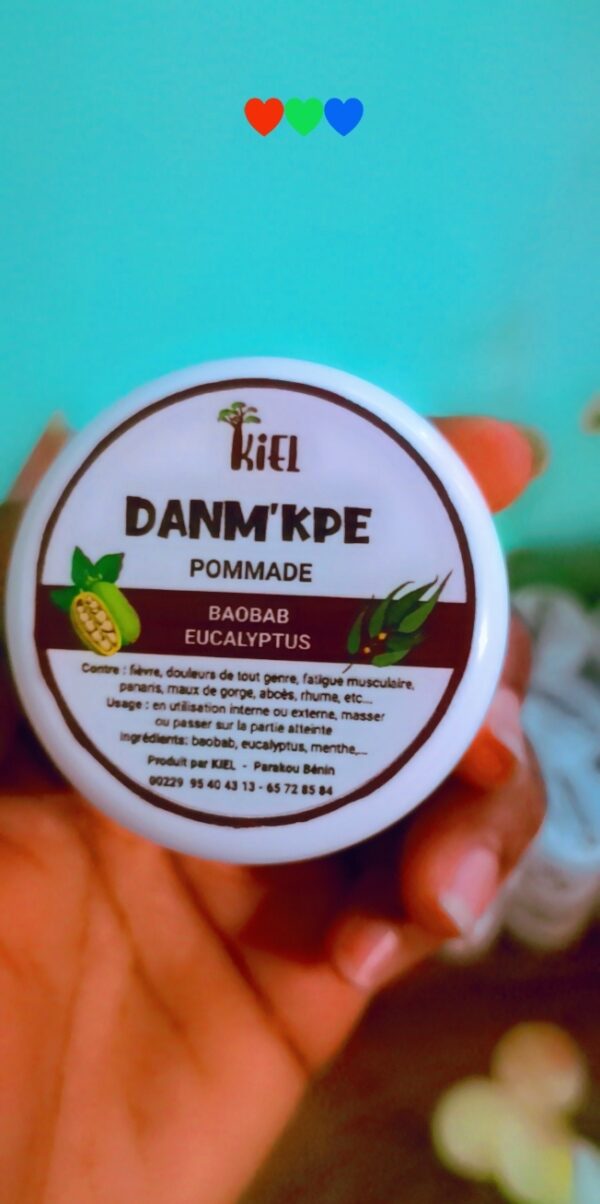 KiEL
DANM'KPE
POMMADE
BAOBAB
EUCALYPTUS
Contre : fièvre, douleurs de tout genre, fatigue musculaire,
panaris, maux de gorge, abcès, rhume, etc...
Usage : en utilisation interne ou externe, masser
ou passer sur la partie atteinte
Ingrédients: baobab, eucalyptus, menthe,...
Produit par KIEL - Parakou Bénin
00229 95 40 43 13 - 65 72 85 84